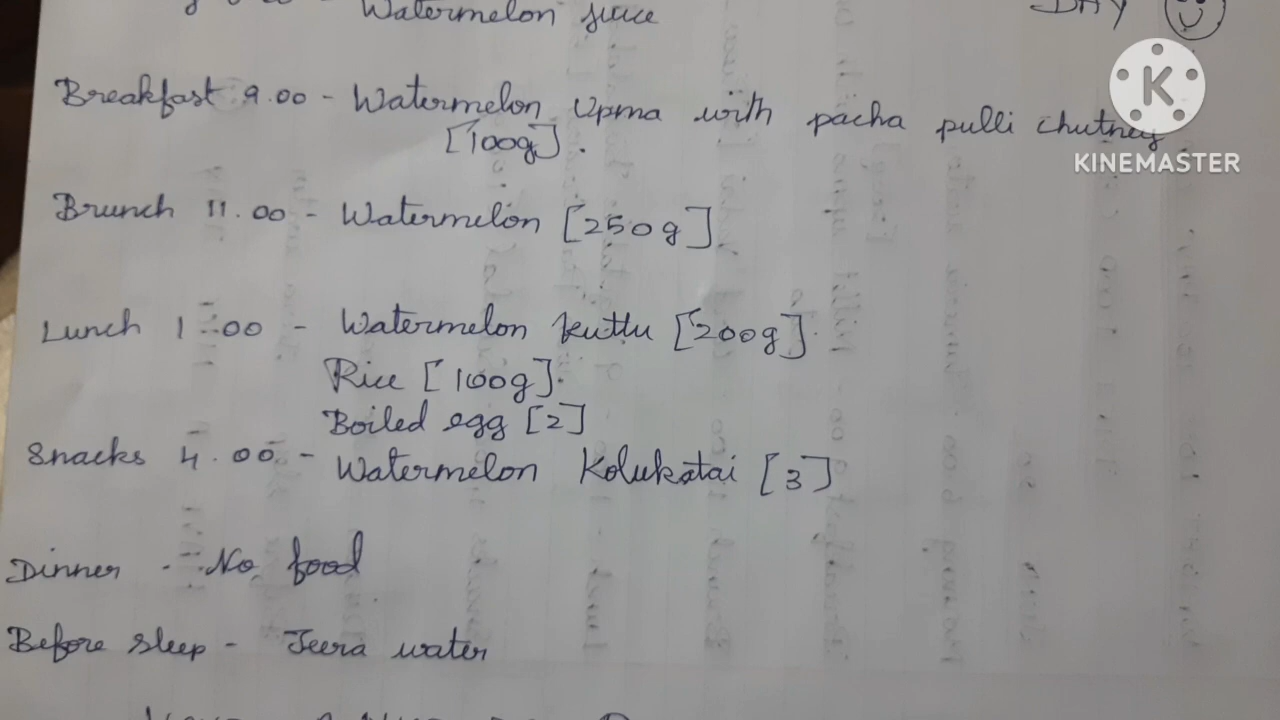 Watermelon juice
DAY
Breakfast 9.00 - Watermelon Upma with pacha pulli chutney
[100g].
Brunch 11.00 - Watermelon [250g]
Lunch 1.00 - Watermelon kuttu [200g].
Rice [100g].
Boiled egg [2]
Snacks 4.00 - Watermelon Kolukatai [3]
Dinner - No food
Before sleep - Jeera water
K
KINEMASTER